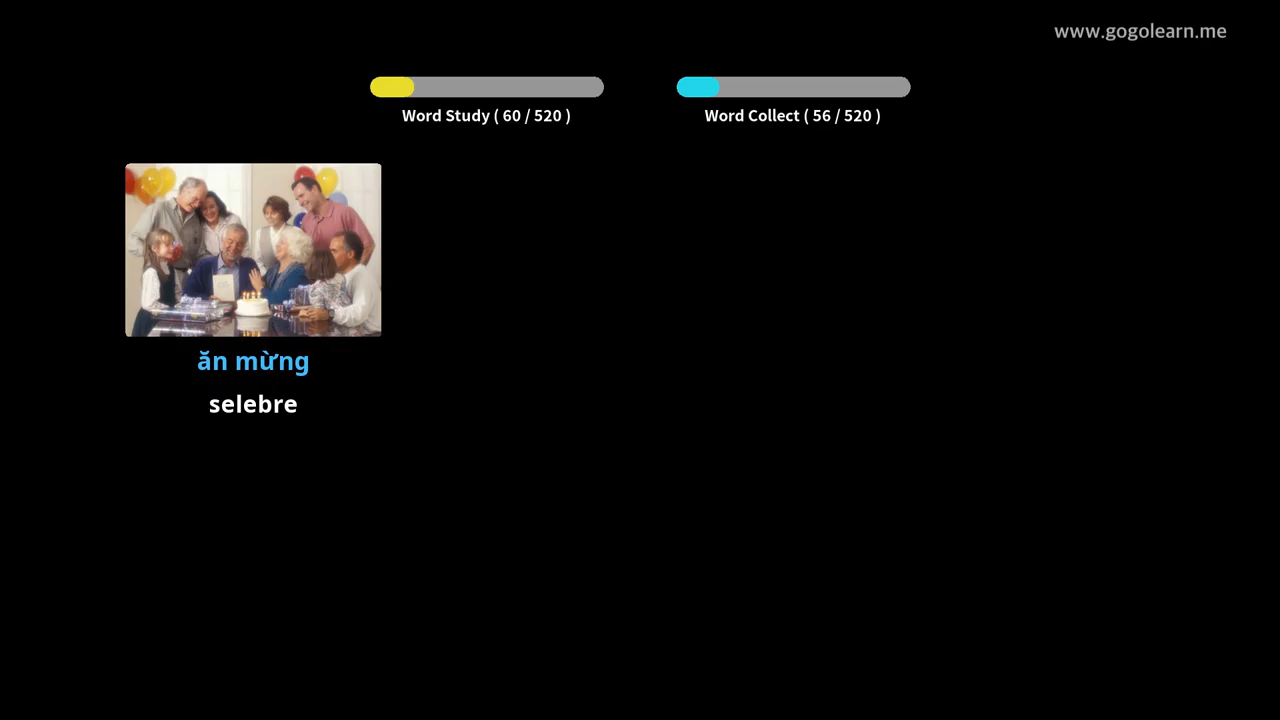 www.gogolearn.me
Word Study ( 60 / 520 )
Word Collect ( 56 / 520 )
ăn mừng
selebre